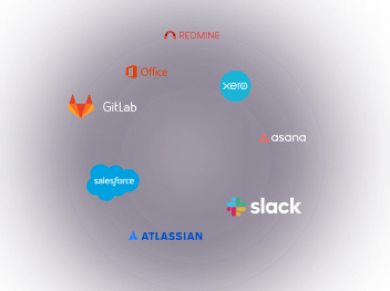 REDMINE
Office
xero
GitLab
asana
salesforce
slack
ATLASSIAN